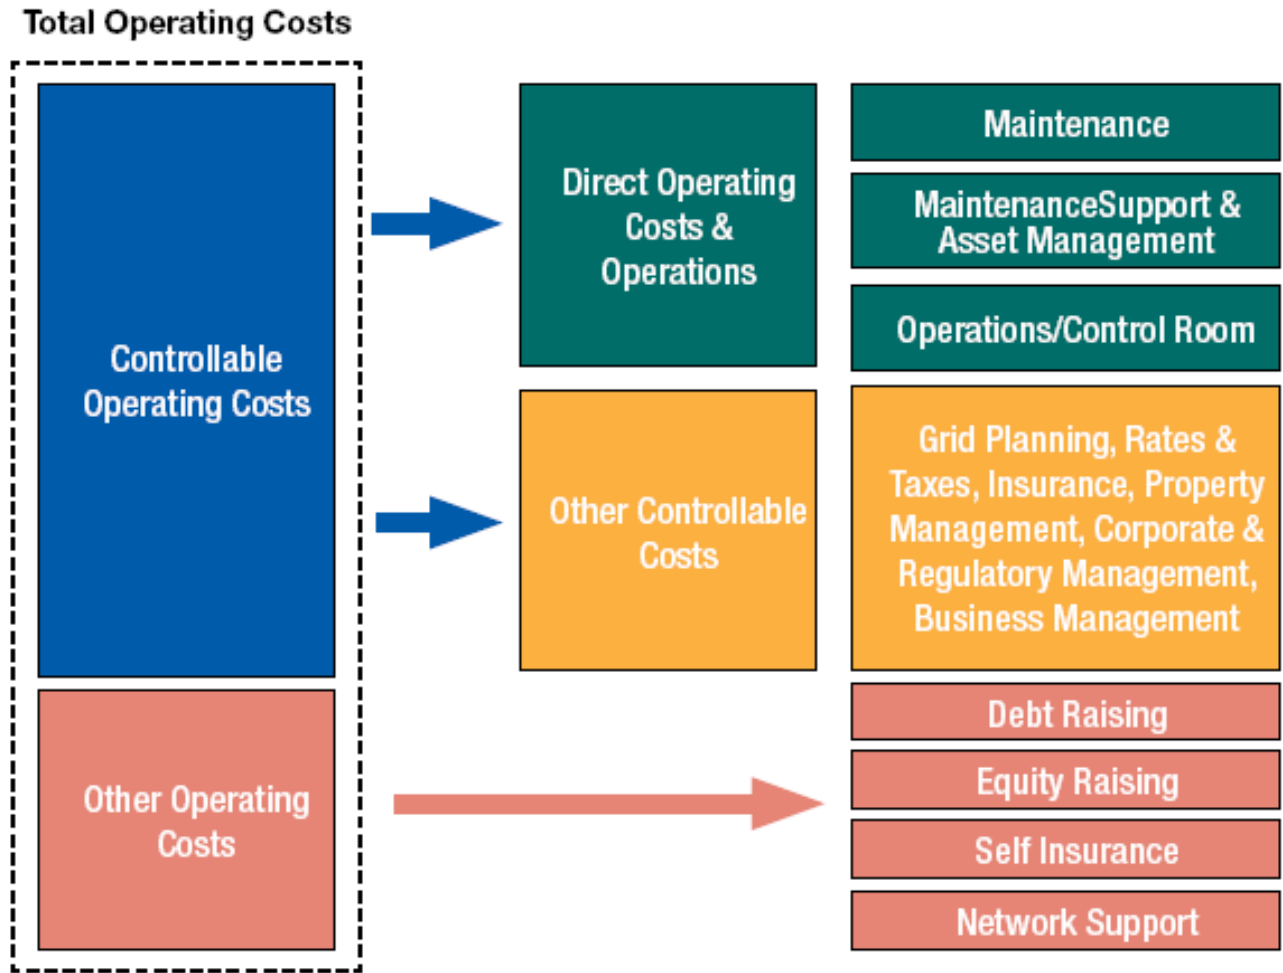 Total Operating Costs
Controllable
Operating Costs
Direct Operating
Costs &
Operations
Maintenance
MaintenanceSupport &
Asset Management
Operations/Control Room
Other Controllable
Costs
Grid Planning, Rates &
Taxes, Insurance, Property
Management, Corporate &
Regulatory Management,
Business Management
Other Operating
Costs
Debt Raising
Equity Raising
Self Insurance
Network Support